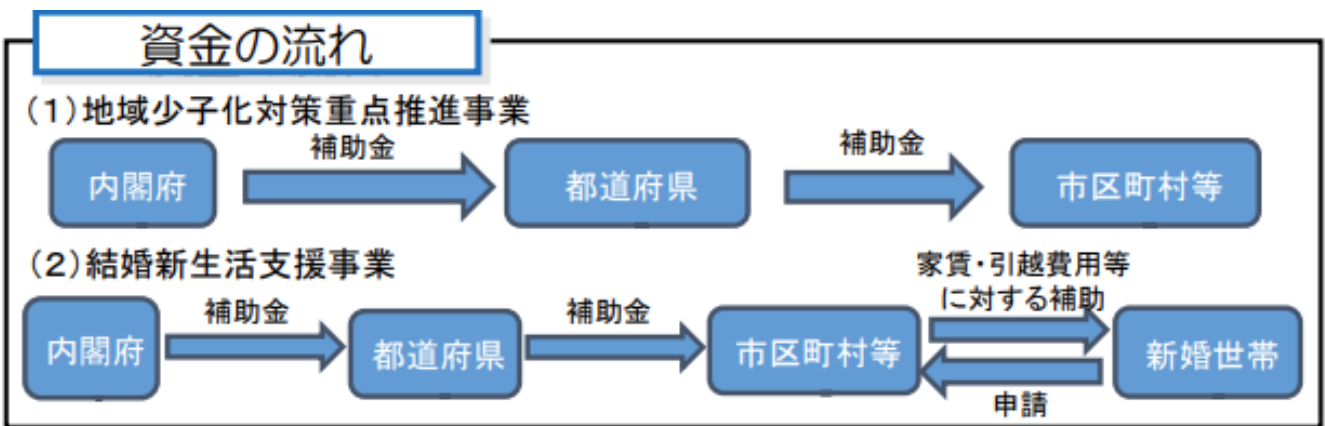 資金の流れ
(1)地域少子化対策重点推進事業
内閣府
補助金
都道府県
補助金
市区町村等
(2)結婚新生活支援事業
内閣府
補助金
都道府県
補助金
市区町村等
家賃・引越費用等
に対する補助
申請
新婚世帯